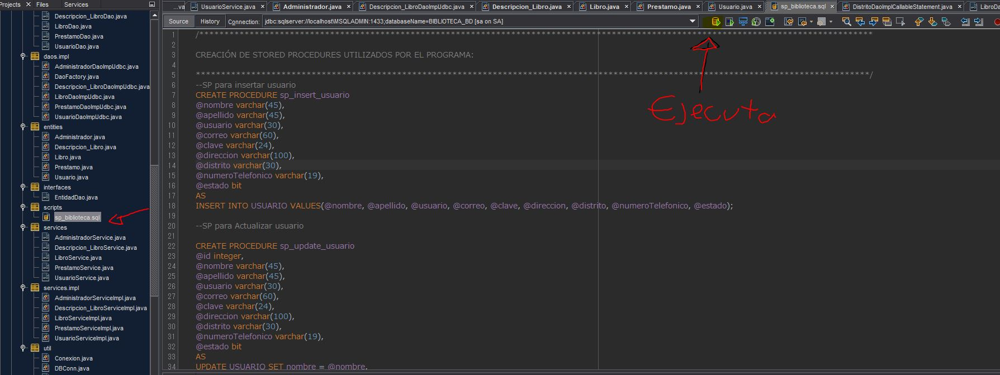 Projects × Files Services
Descripcion_LibroDao.java
LibroDao.java
PrestamoDao.java
UsuarioDao.java
daos.impl
AdministradorDaoImplJdbc.java
DaoFactory.java
Descripcion_LibroDaoImplJdbc.java
LibroDaoImplJdbc.java
PrestamoDaoImplJdbc.java
UsuarioDaoImplJdbc.java
entities
Administrador.java
Descripcion_Libro.java
Libro.java
Prestamo.java
Usuario.java
interfaces
EntidadDao.java
scripts
sp_biblioteca.sql
services
AdministradorService.java
Descripcion_LibroService.java
LibroService.java
PrestamoService.java
UsuarioService.java
services.impl
AdministradorServiceImpl.java
Descripcion_LibroServiceImpl.java
LibroServiceImpl.java
PrestamoServiceImpl.java
UsuarioServiceImpl.java
util
Conexion.java
DBConn.java
...va UsuarioService.java × Administrador.java × Descripcion_LibroDaoImplJdbc.java × Descripcion_Libro.java × Libro.java × Prestamo.java × Usuario.java × sp_biblioteca.sql × DistritoDaoImplCallableStatement.java × LibroDa
Source History Connection: jdbc:sqlserver://localhost\MSQLADMIN:1433;databaseName=BIBLIOTECA_BD [sa on SA]
1 /***************************************************************************************************************************************
2
3 CREACIÓN DE STORED PROCEDURES UTILIZADOS POR EL PROGRAMA:
4
5 ***************************************************************************************************************************************/
6 --SP para insertar usuario
7 CREATE PROCEDURE sp_insert_usuario
8 @nombre varchar(45),
9 @apellido varchar(45),
10 @usuario varchar(30),
11 @correo varchar(60),
12 @clave varchar(24),
13 @direccion varchar(100),
14 @distrito varchar(30),
15 @numeroTelefonico varchar(19),
16 @estado bit
17 AS
18 INSERT INTO USUARIO VALUES(@nombre, @apellido, @usuario, @correo, @clave, @direccion, @distrito, @numeroTelefonico, @estado);
19
20 --SP para Actualizar usuario
21
22 CREATE PROCEDURE sp_update_usuario
23 @id integer,
24 @nombre varchar(45),
25 @apellido varchar(45),
26 @usuario varchar(30),
27 @correo varchar(60),
28 @clave varchar(24),
29 @direccion varchar(100),
30 @distrito varchar(30),
31 @numeroTelefonico varchar(19),
32 @estado bit
33 AS
34 UPDATE USUARIO SET nombre = @nombre,
Ejecuta